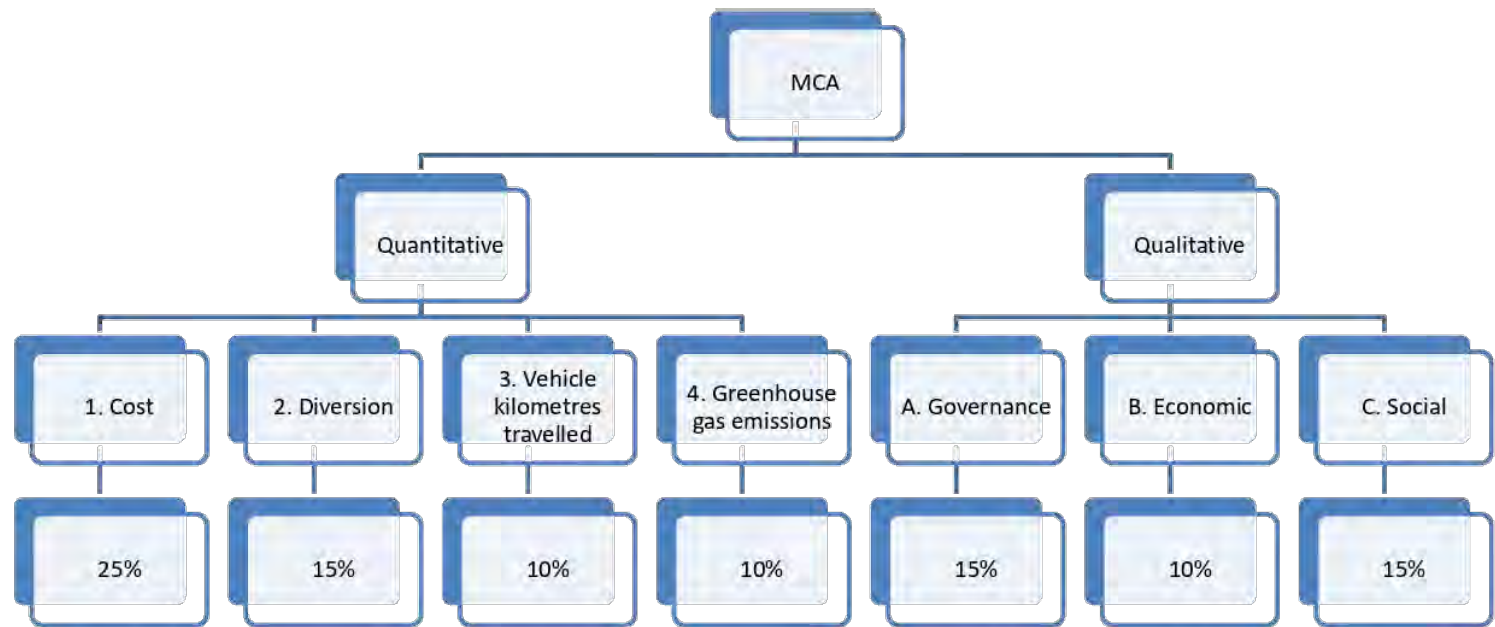 MCA
Quantitative
Qualitative
1. Cost
2. Diversion
3. Vehicle
kilometres
travelled
4. Greenhouse
gas emissions
A. Governance
B. Economic
C. Social
25%
15%
10%
10%
15%
10%
15%